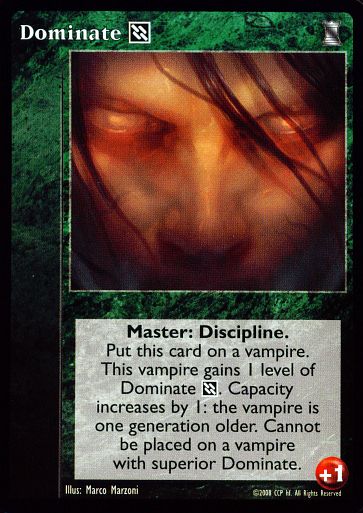 Dominate
Master: Discipline.
Put this card on a vampire.
This vampire gains 1 level of
Dominate . Capacity
increases by 1: the vampire is
one generation older. Cannot
be placed on a vampire
with superior Dominate.
+1
Illus: Marco Marzoni
©2008 CCP hf. All Rights Reserved